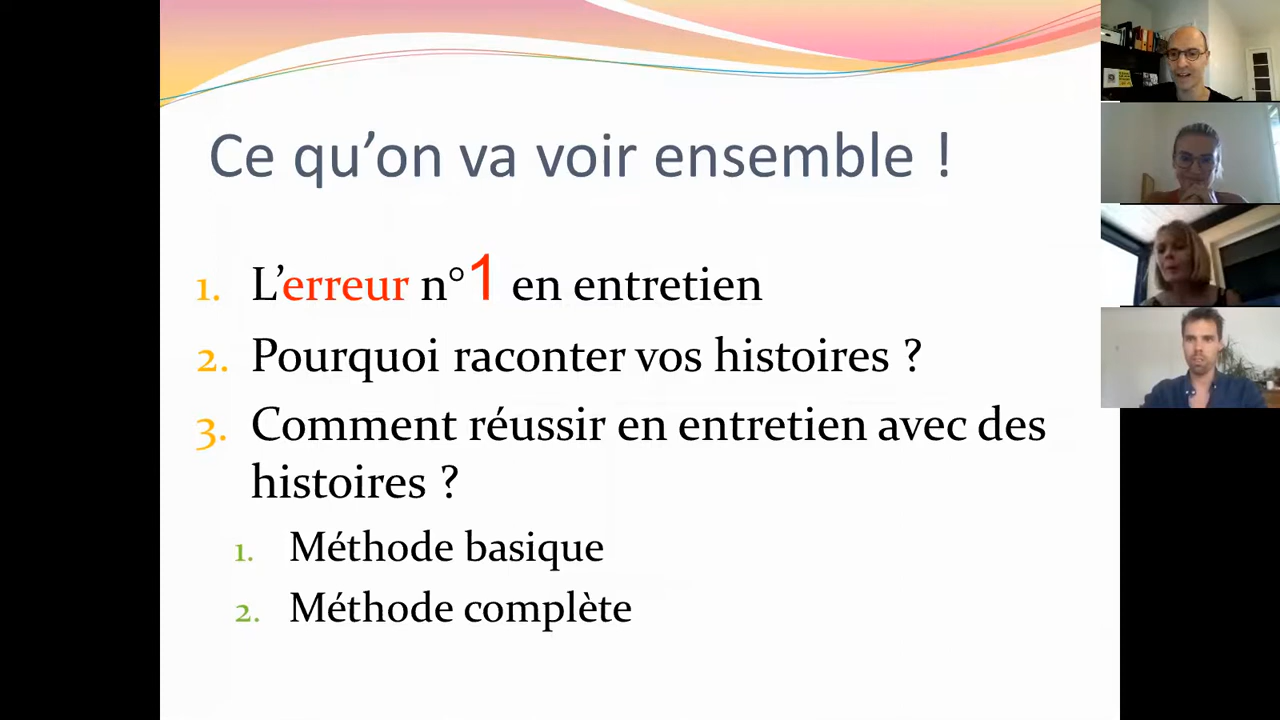 Ce qu’on va voir ensemble !
1. L’erreur n°1 en entretien
2. Pourquoi raconter vos histoires ?
3. Comment réussir en entretien avec des
histoires ?
1. Méthode basique
2. Méthode complète